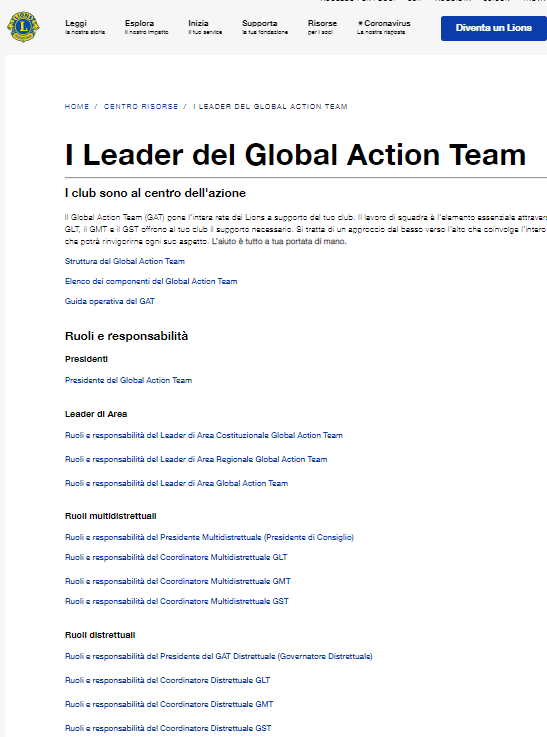 Leggi
la nostra storia
Esplora
il nostro impatto
Inizia
il tuo service
Supporta
la tua fondazione
Risorse
per i soci
✴Coronavirus
La nostra risposta
Diventa un Lions
HOME / CENTRO RISORSE / I LEADER DEL GLOBAL ACTION TEAM
I Leader del Global Action Team
I club sono al centro dell'azione
Il Global Action Team (GAT) pone l'intera rete dei Lions a supporto del tuo club. Il lavoro di squadra è l'elemento essenziale
GLT, il GMT e il GST offrono al tuo club il supporto necessario. Si tratta di un approccio dal basso verso l'alto che coinvolge l'intero
che potrà rinvigorirne ogni suo aspetto. L'aiuto è tutto a tua portata di mano.
Struttura del Global Action Team
Elenco dei componenti del Global Action Team
Guida operativa del GAT
Ruoli e responsabilità
Presidenti
Presidente del Global Action Team
Leader di Area
Ruoli e responsabilità del Leader di Area Costituzionale Global Action Team
Ruoli e responsabilità del Leader di Area Regionale Global Action Team
Ruoli e responsabilità del Leader di Area Global Action Team
Ruoli multidistrettuali
Ruoli e responsabilità del Presidente Multidistrettuale (Presidente di Consiglio)
Ruoli e responsabilità del Coordinatore Multidistrettuale GLT
Ruoli e responsabilità del Coordinatore Multidistrettuale GMT
Ruoli e responsabilità del Coordinatore Multidistrettuale GST
Ruoli distrettuali
Ruoli e responsabilità del Presidente del GAT Distrettuale (Governatore Distrettuale)
Ruoli e responsabilità del Coordinatore Distrettuale GLT
Ruoli e responsabilità del Coordinatore Distrettuale GMT
Ruoli e responsabilità del Coordinatore Distrettuale GST